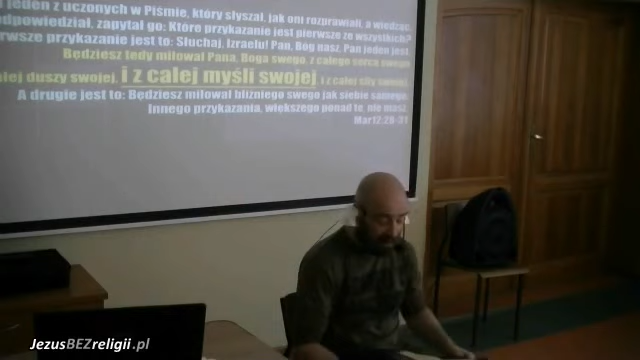 jeden z uczonych w Piśmie, który słyszał, jak oni rozprawiali, a wiedząc,
odpowiedział, zapytał go: Które przykazanie jest pierwsze ze wszystkich?
erwsze przykazanie jest to: Słuchaj, Izraelu! Pan, Bóg nasz, Pan jeden jest.
Będziesz tedy miłował Pana, Boga swego, z całego serca swego
ałej duszy swojej, i z całej myśli swojej, i z całej siły swojej.
A drugie jest to: Będziesz miłował bliźniego swego jak siebie samego.
Innego przykazania, większego ponad te, nie masz.
Mar12:28-31
JezusBEZreligii.pl